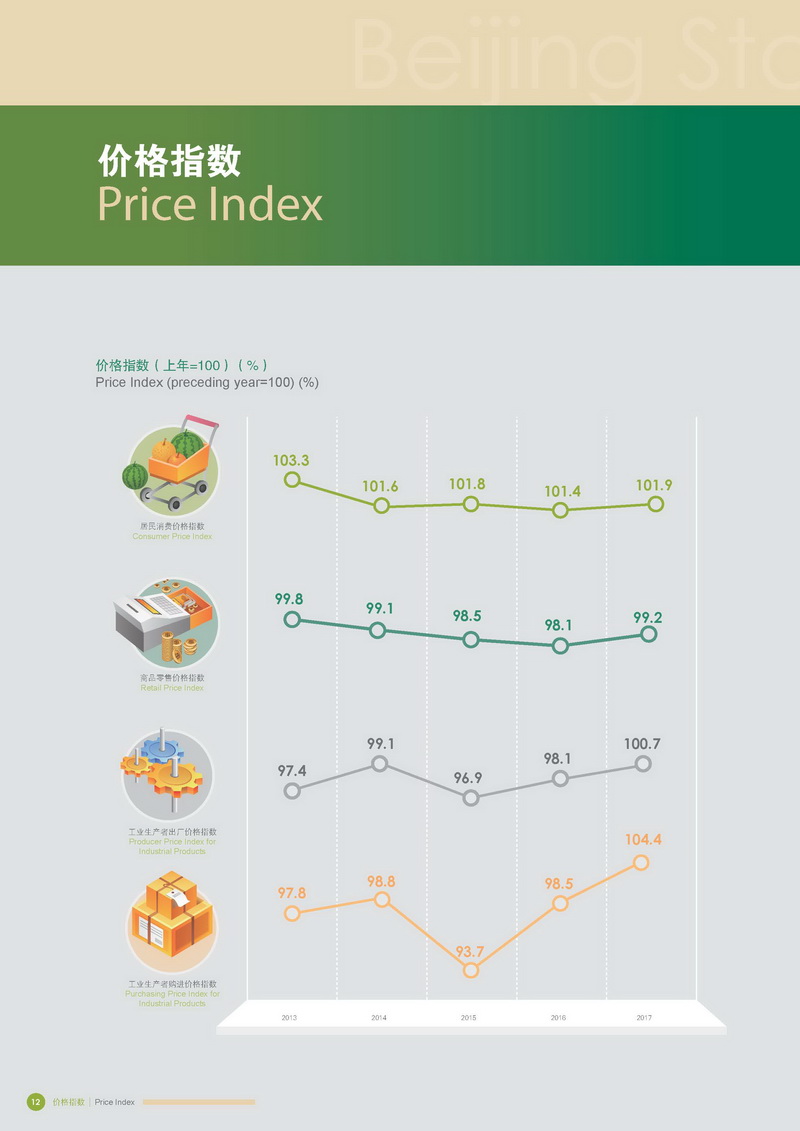 Beijing Sta
价格指数
Price Index
价格指数（上年=100）（%）
Price Index (preceding year=100) (%)
103.3
101.6
101.8
101.4
101.9
居民消费价格指数
Consumer Price Index
99.8
99.1
98.5
98.1
99.2
商品零售价格指数
Retail Price Index
97.4
99.1
96.9
98.1
100.7
工业生产者出厂价格指数
Producer Price Index for
Industrial Products
97.8
98.8
93.7
98.5
104.4
工业生产者购进价格指数
Purchasing Price Index for
Industrial Products
2013
2014
2015
2016
2017
12 价格指数 | Price Index